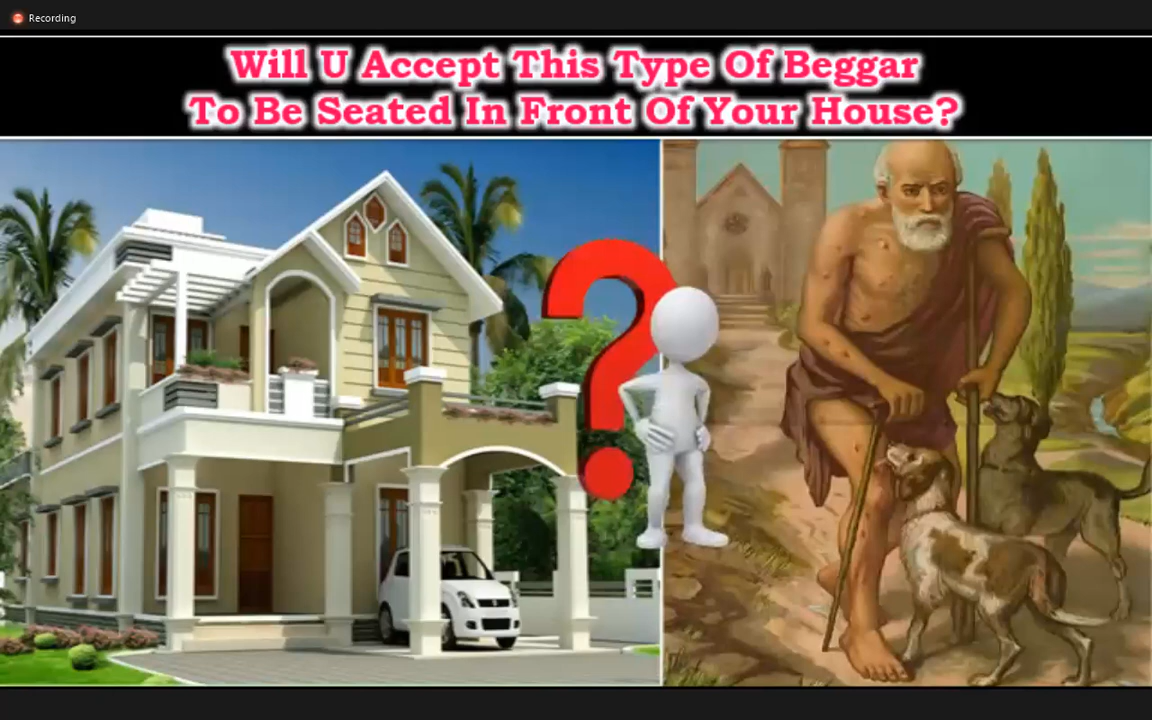 Recording
Will U Accept This Type Of Beggar
To Be Seated In Front Of Your House?